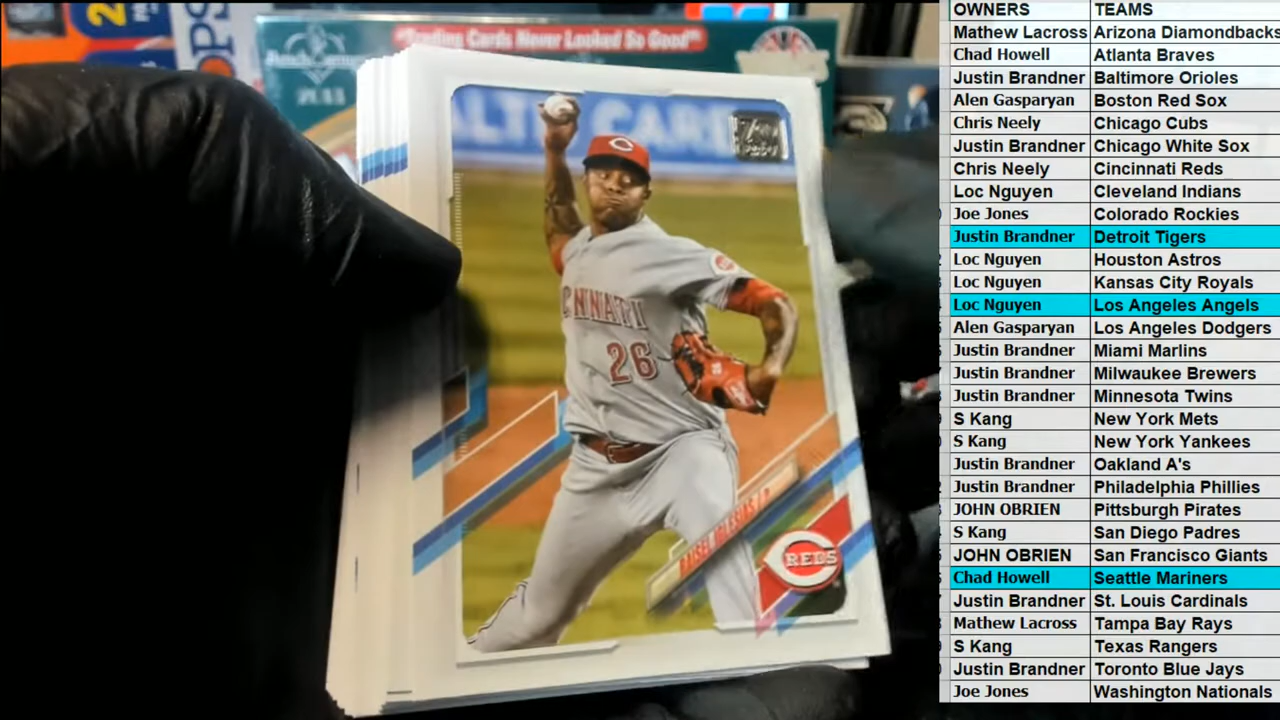 "Trading Cards Never Looked So Good"
70
CINNATI
26
RAISEL IGLESIAS
REDS
OWNERS TEAMS
Mathew Lacross Arizona Diamondbacks
Chad Howell Atlanta Braves
Justin Brandner Baltimore Orioles
Alen Gasparyan Boston Red Sox
Chris Neely Chicago Cubs
Justin Brandner Chicago White Sox
Chris Neely Cincinnati Reds
Loc Nguyen Cleveland Indians
Joe Jones Colorado Rockies
Justin Brandner Detroit Tigers
Loc Nguyen Houston Astros
Loc Nguyen Kansas City Royals
Loc Nguyen Los Angeles Angels
Alen Gasparyan Los Angeles Dodgers
Justin Brandner Miami Marlins
Justin Brandner Milwaukee Brewers
Justin Brandner Minnesota Twins
S Kang New York Mets
S Kang New York Yankees
Justin Brandner Oakland A's
Justin Brandner Philadelphia Phillies
JOHN OBRIEN Pittsburgh Pirates
S Kang San Diego Padres
JOHN OBRIEN San Francisco Giants
Chad Howell Seattle Mariners
Justin Brandner St. Louis Cardinals
Mathew Lacross Tampa Bay Rays
S Kang Texas Rangers
Justin Brandner Toronto Blue Jays
Joe Jones Washington Nationals